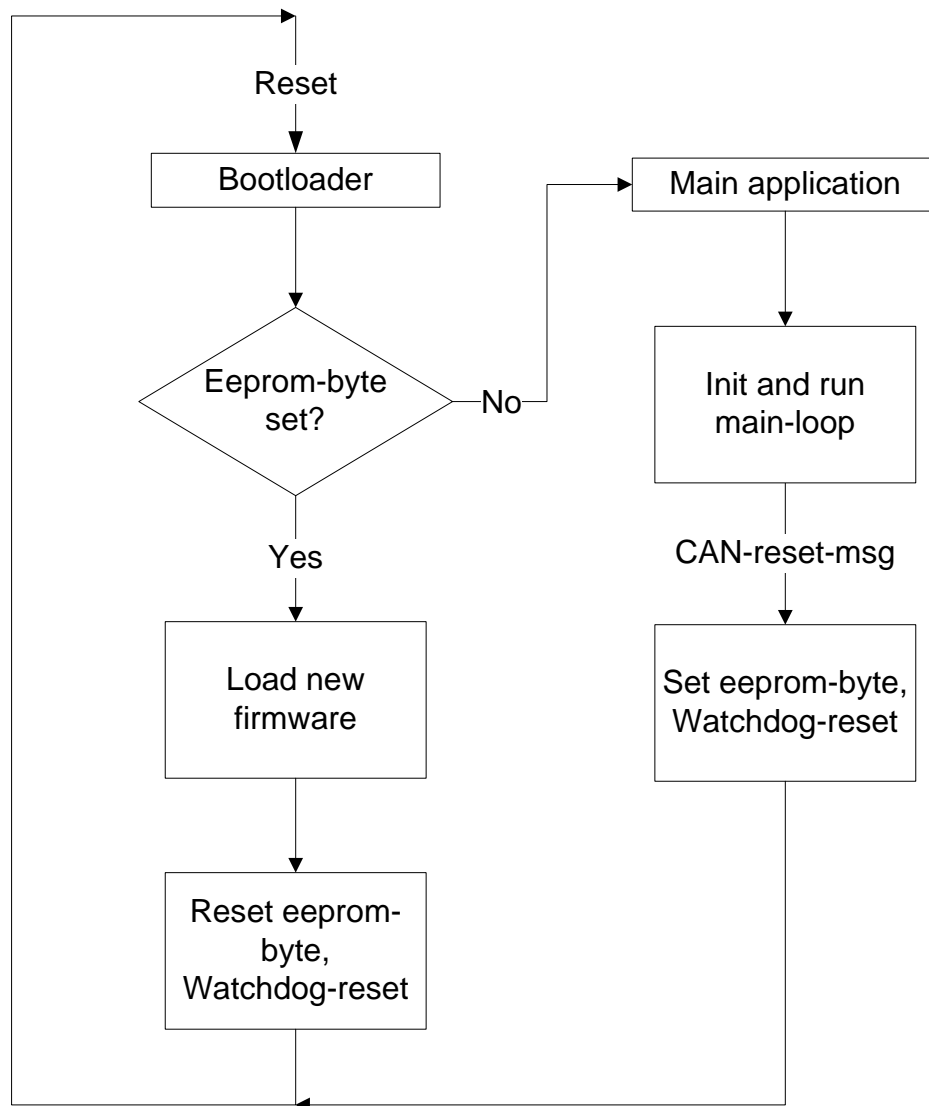 Reset
Bootloader
Main application
Eeprom-byte
set?
No
Init and run
main-loop
Yes
CAN-reset-msg
Load new
firmware
Set eeprom-byte,
Watchdog-reset
Reset eeprom-
byte,
Watchdog-reset